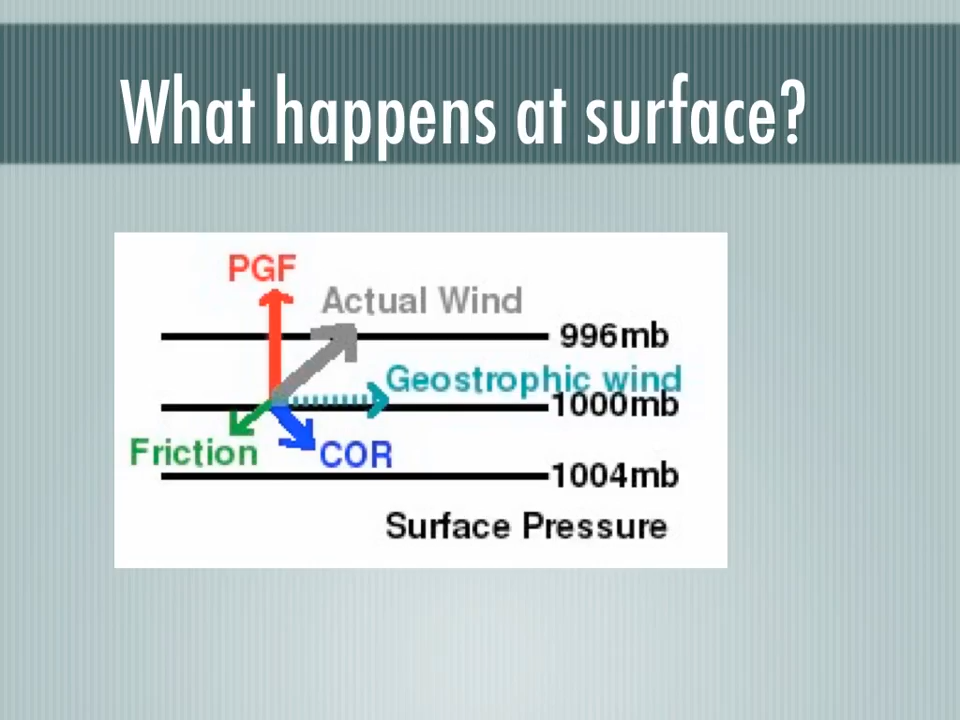 What happens at surface?
PGF
Actual Wind
996mb
Geostrophic wind
1000mb
Friction
COR
1004mb
Surface Pressure